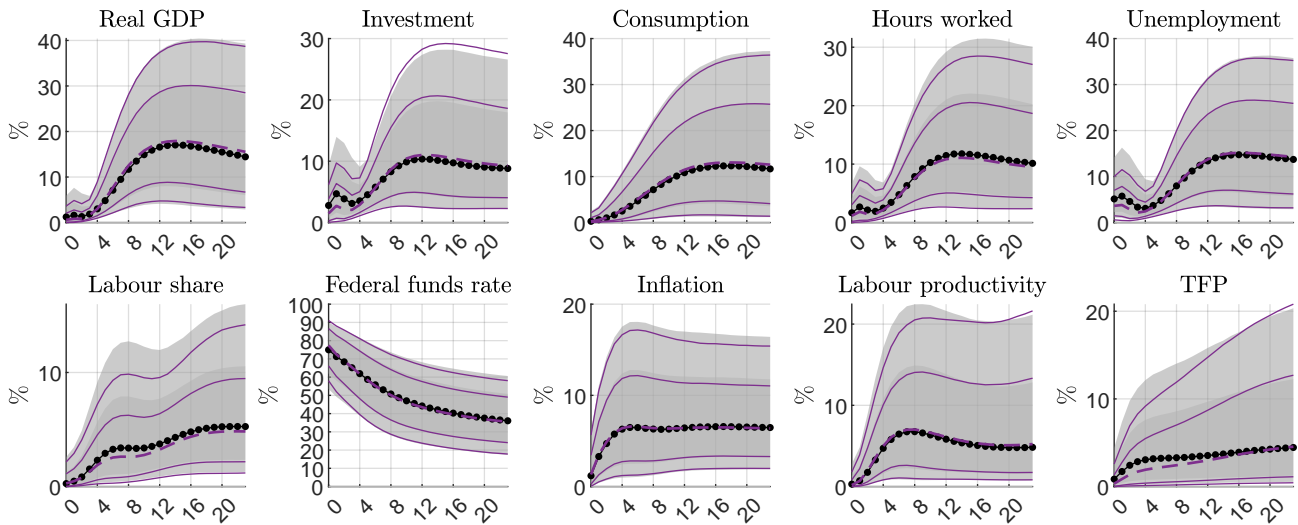 Real GDP
Investment
Consumption
Hours worked
Unemployment
%
40
30
20
10
0
0 4 8 12 16 20
%
30
20
10
0
0 4 8 12 16 20
%
40
30
20
10
0
0 4 8 12 16 20
%
30
20
10
0
0 4 8 12 16 20
%
40
30
20
10
0
0 4 8 12 16 20
Labour share
Federal funds rate
Inflation
Labour productivity
TFP
%
10
0
0 4 8 12 16 20
%
100
90
80
70
60
50
40
30
20
10
0
0 4 8 12 16 20
%
20
10
0
0 4 8 12 16 20
%
20
10
0
0 4 8 12 16 20
%
20
10
0
0 4 8 12 16 20